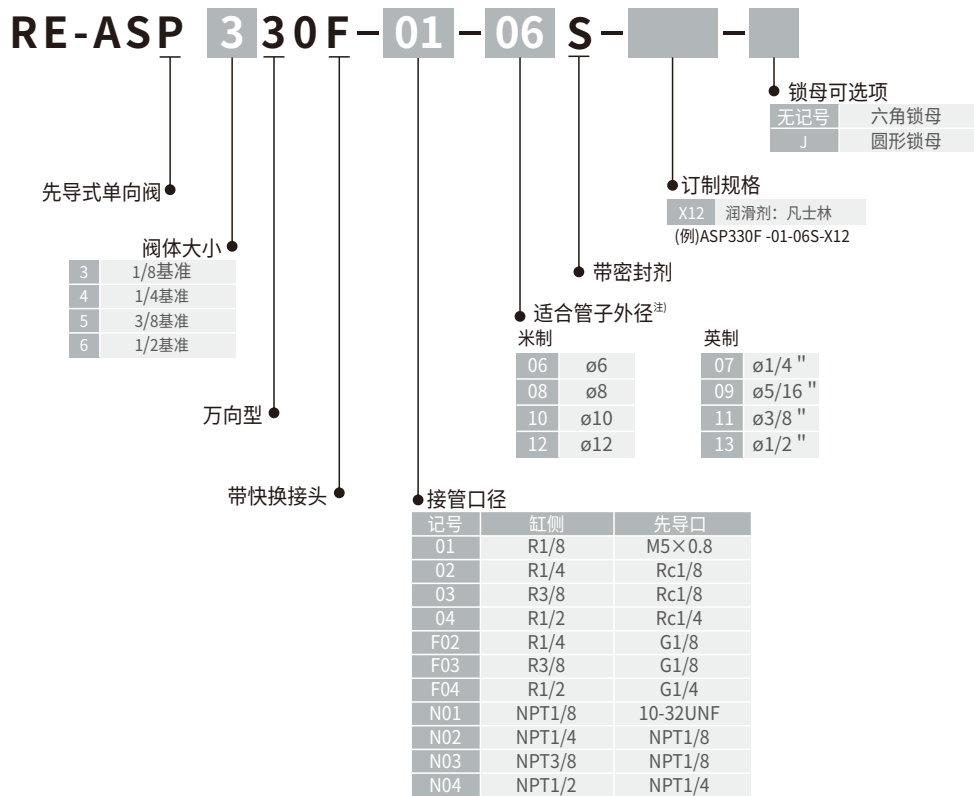 RE-ASP 3 3 0 F - 01 - 06 S -  -
锁母可选项
无记号 六角锁母
J 圆形锁母
先导式单向阀
订制规格
X12 润滑剂：凡士林
(例)ASP330F -01-06S-X12
阀体大小
3 1/8基准
4 1/4基准
5 3/8基准
6 1/2基准
带密封剂
适合管子外径注)
米制
06 ø6
08 ø8
10 ø10
12 ø12
英制
07 ø1/4 "
09 ø5/16 "
11 ø3/8 "
13 ø1/2 "
万向型
带快换接头
接管口径
记号 缸侧 先导口
01 R1/8 M5×0.8
02 R1/4 Rc1/8
03 R3/8 Rc1/8
04 R1/2 Rc1/4
F02 R1/4 G1/8
F03 R3/8 G1/8
F04 R1/2 G1/4
N01 NPT1/8 10-32UNF
N02 NPT1/4 NPT1/8
N03 NPT3/8 NPT1/8
N04 NPT1/2 NPT1/4